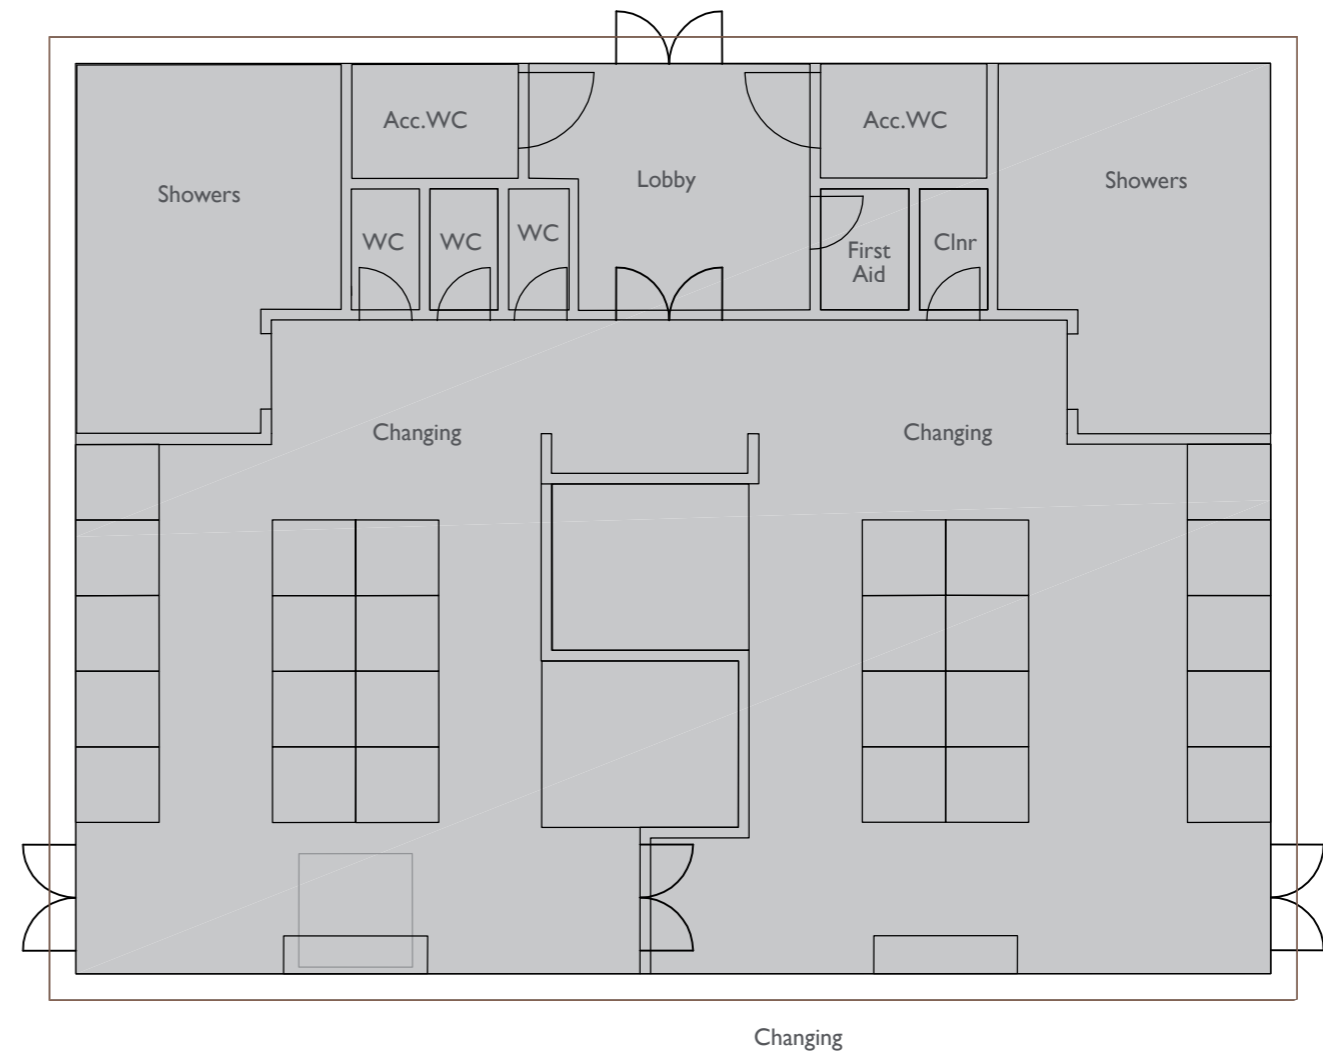 Acc.WC
Acc.WC
Showers
Lobby
Showers
WC
WC
WC
First
Aid
Clnr
Changing
Changing
Changing